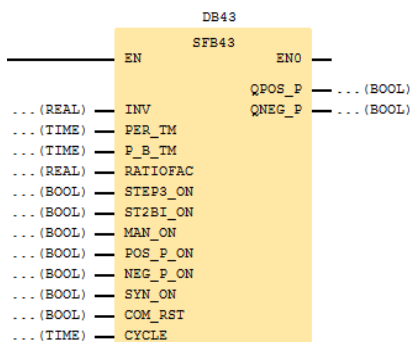 DB43
SFB43
EN ENO
QPOS_P ... (BOOL)
... (REAL) INV QNEG_P ... (BOOL)
... (TIME) PER_TM
... (TIME) P_B_TM
... (REAL) RATIOFAC
... (BOOL) STEP3_ON
... (BOOL) ST2BI_ON
... (BOOL) MAN_ON
... (BOOL) POS_P_ON
... (BOOL) NEG_P_ON
... (BOOL) SYN_ON
... (BOOL) COM_RST
... (TIME) CYCLE